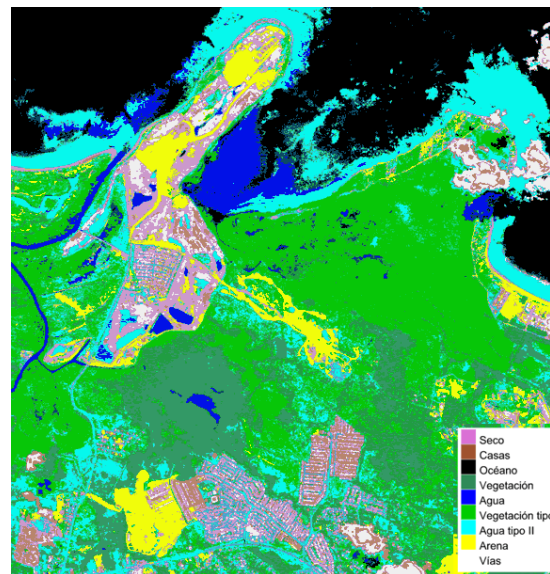 Seco
Casas
Océano
Vegetación
Agua
Vegetación tipo
Agua tipo II
Arena
Vías